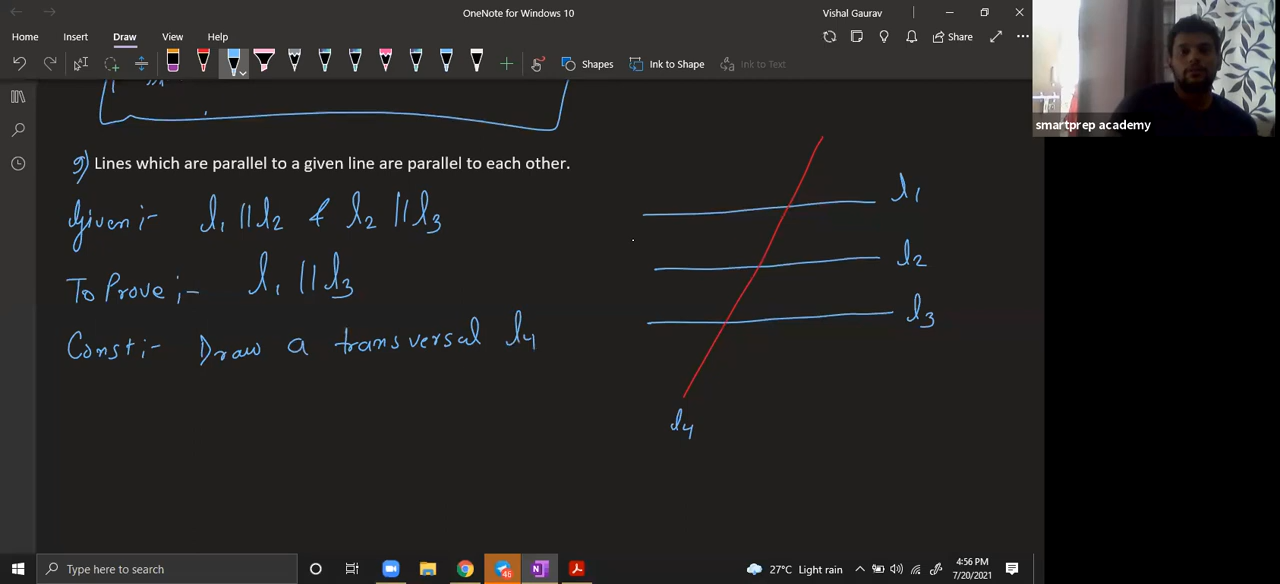 OneNote for Windows 10
Vishal Gaurav
Home Insert Draw View Help
Share
Shapes Ink to Shape Ink to Text
smartprep academy
9) Lines which are parallel to a given line are parallel to each other.
Given :- l1 || l2 & l2 || l3
To Prove :- l1 || l3
Const :- Draw a transversal l4
l1
l2
l3
l4
Type here to search
46
27°C Light rain
4:56 PM
7/20/2021